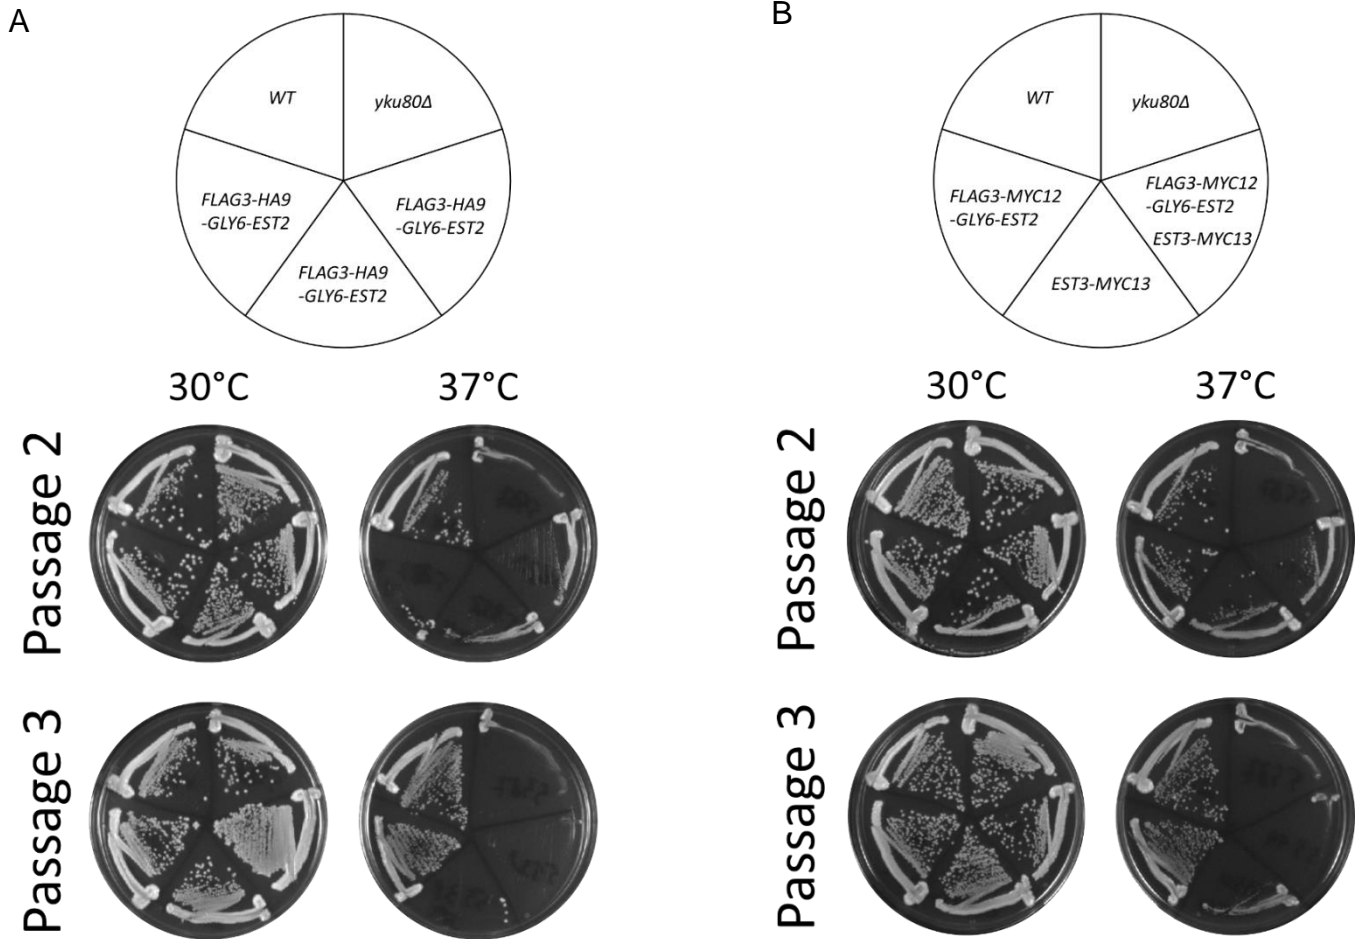 A
WT
yku80Δ
FLAG3-HA9
-GLY6-EST2
FLAG3-HA9
-GLY6-EST2
FLAG3-HA9
-GLY6-EST2
30°C
37°C
Passage 2
Passage 3
B
WT
yku80Δ
FLAG3-MYC12
-GLY6-EST2
FLAG3-MYC12
-GLY6-EST2
EST3-MYC13
EST3-MYC13
30°C
37°C
Passage 2
Passage 3